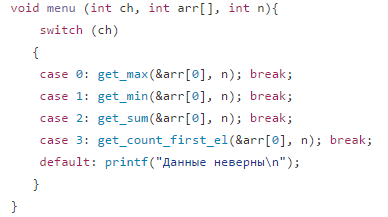 void menu (int ch, int arr[], int n){
switch (ch)
{
case 0: get_max(&arr[0], n); break;
case 1: get_min(&arr[0], n); break;
case 2: get_sum(&arr[0], n); break;
case 3: get_count_first_el(&arr[0], n); break;
default: printf("Данные неверны\n");
}
}